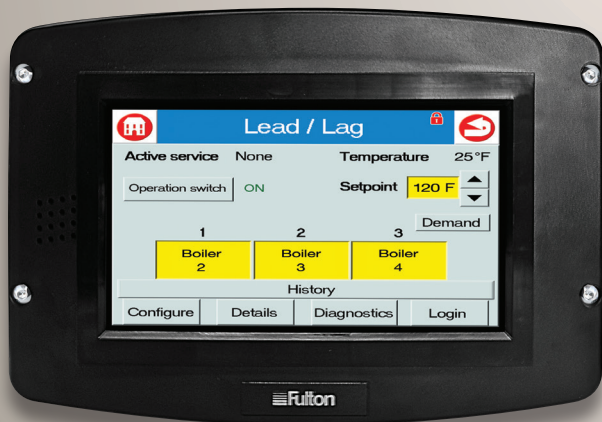 Lead / Lag
Active service None Temperature 25°F
Operation switch ON Setpoint 120 F
Demand
1 2 3
Boiler Boiler Boiler
2 3 4
History
Configure Details Diagnostics Login
Fulton